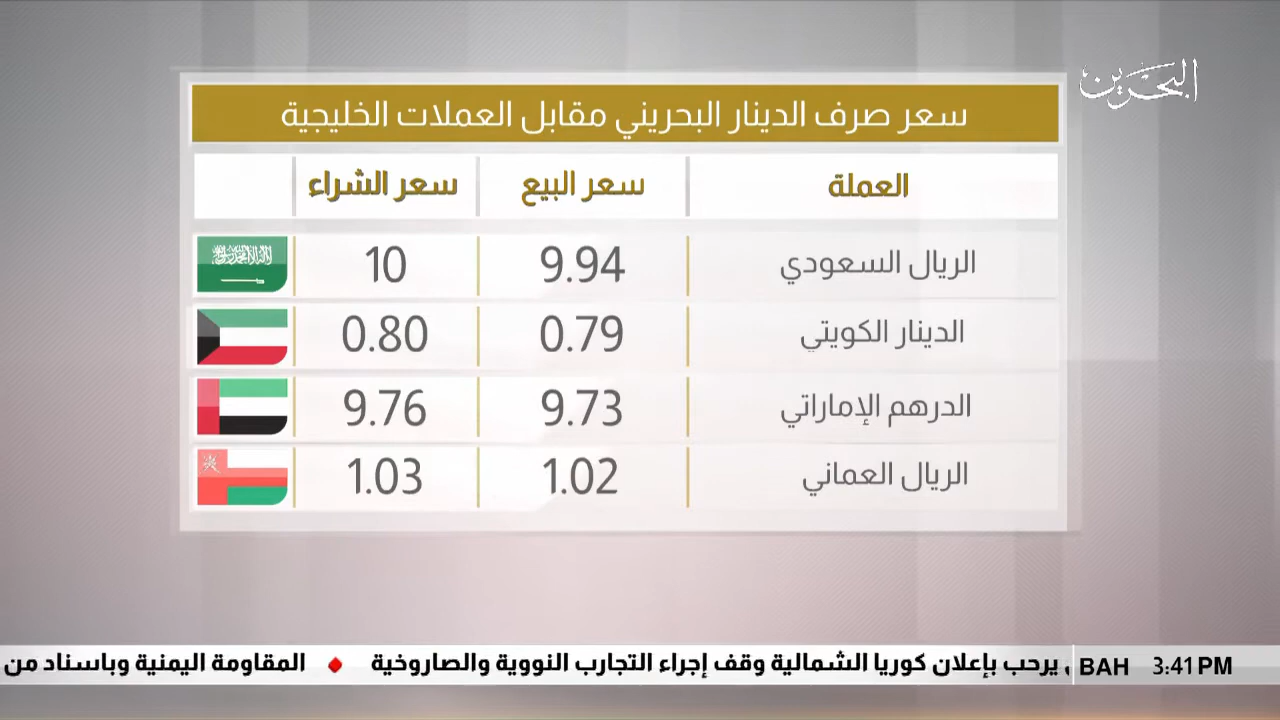 البحرين
سعر صرف الدينار البحريني مقابل العملات الخليجية
العملة سعر البيع سعر الشراء
الريال السعودي 9.94 10
الدينار الكويتي 0.79 0.80
الدرهم الإماراتي 9.73 9.76
الريال العماني 1.02 1.03
BAH 3:41 PM
يرحب بإعلان كوريا الشمالية وقف إجراء التجارب النووية والصاروخية ♦ المقاومة اليمنية وباسناد من